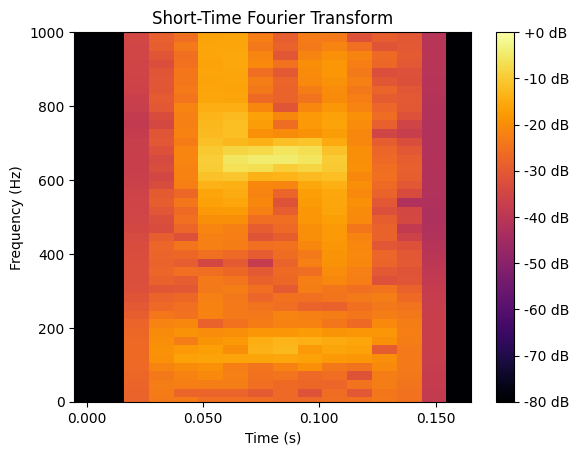 Short-Time Fourier Transform
Frequency (Hz)
1000
800
600
400
200
0
0.000
0.050
0.100
0.150
Time (s)
+0 dB
-10 dB
-20 dB
-30 dB
-40 dB
-50 dB
-60 dB
-70 dB
-80 dB